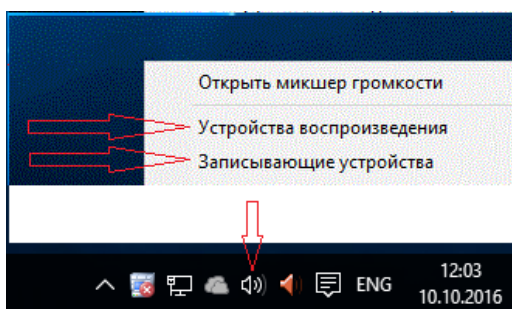 Открыть микшер громкости
Устройства воспроизведения
Записывающие устройства
ENG
12:03
10.10.2016